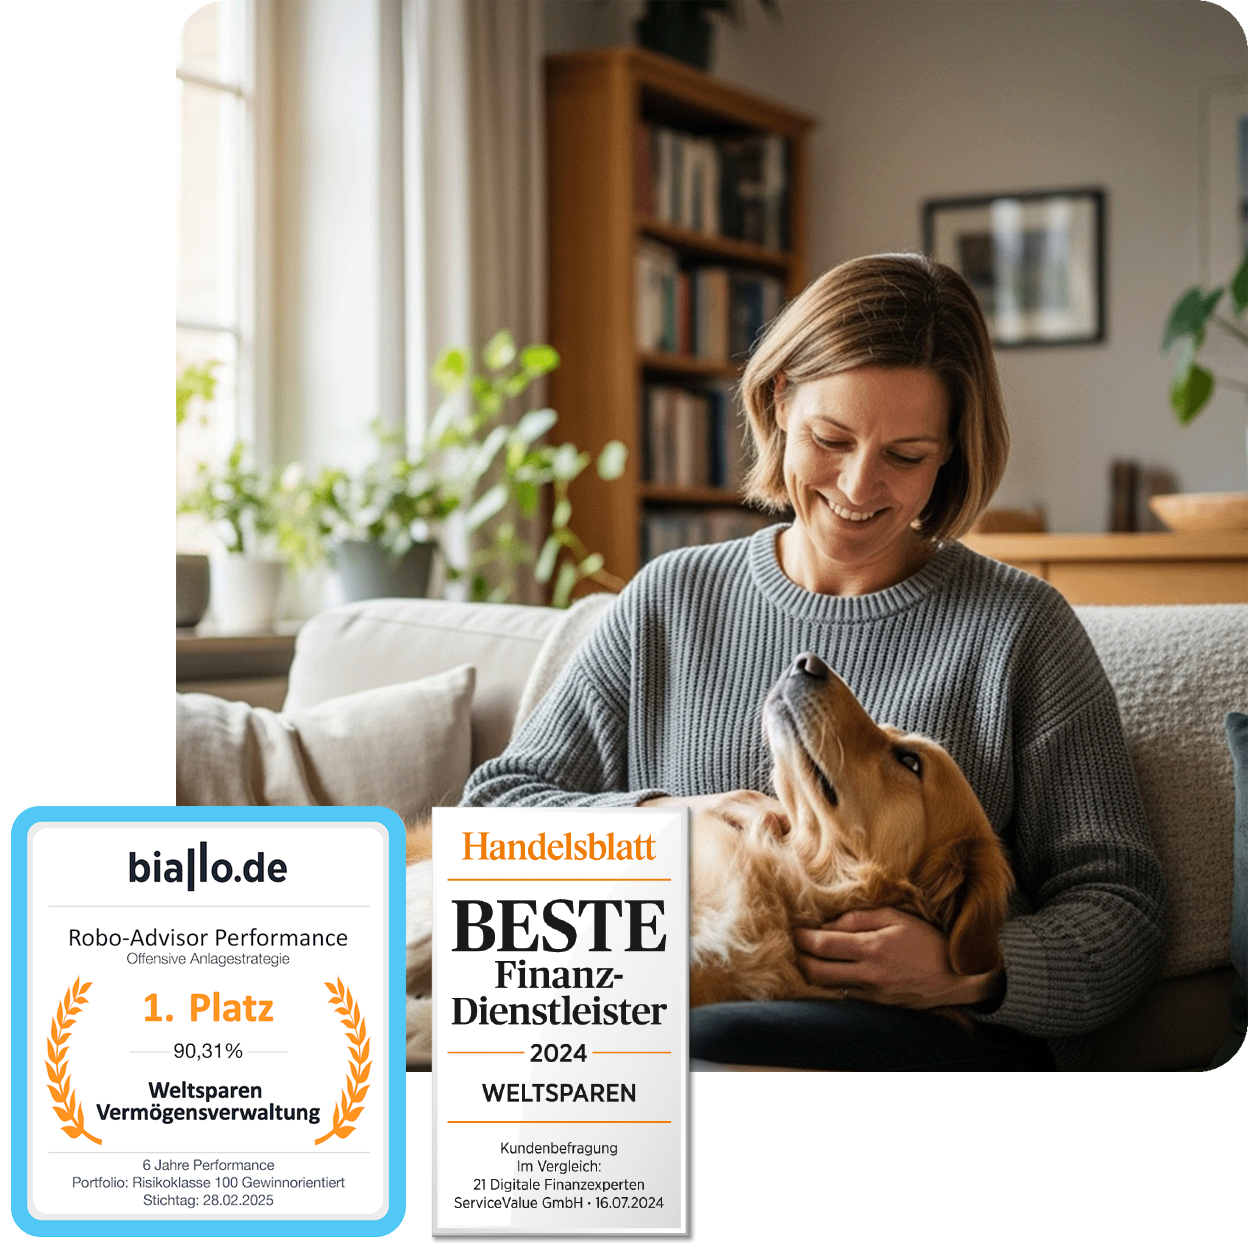 biallo.de
Robo-Advisor Performance
Offensive Anlagestrategie
1. Platz
90,31%
Weltsparen
Vermögensverwaltung
6 Jahre Performance
Portfolio: Risikoklasse 100 Gewinnorientiert
Stichtag: 28.02.2025
Handelsblatt
BESTE
Finanz-
Dienstleister
2024
WELTSPAREN
Kundenbefragung
Im Vergleich:
21 Digitale Finanzexperten
ServiceValue GmbH · 16.07.2024